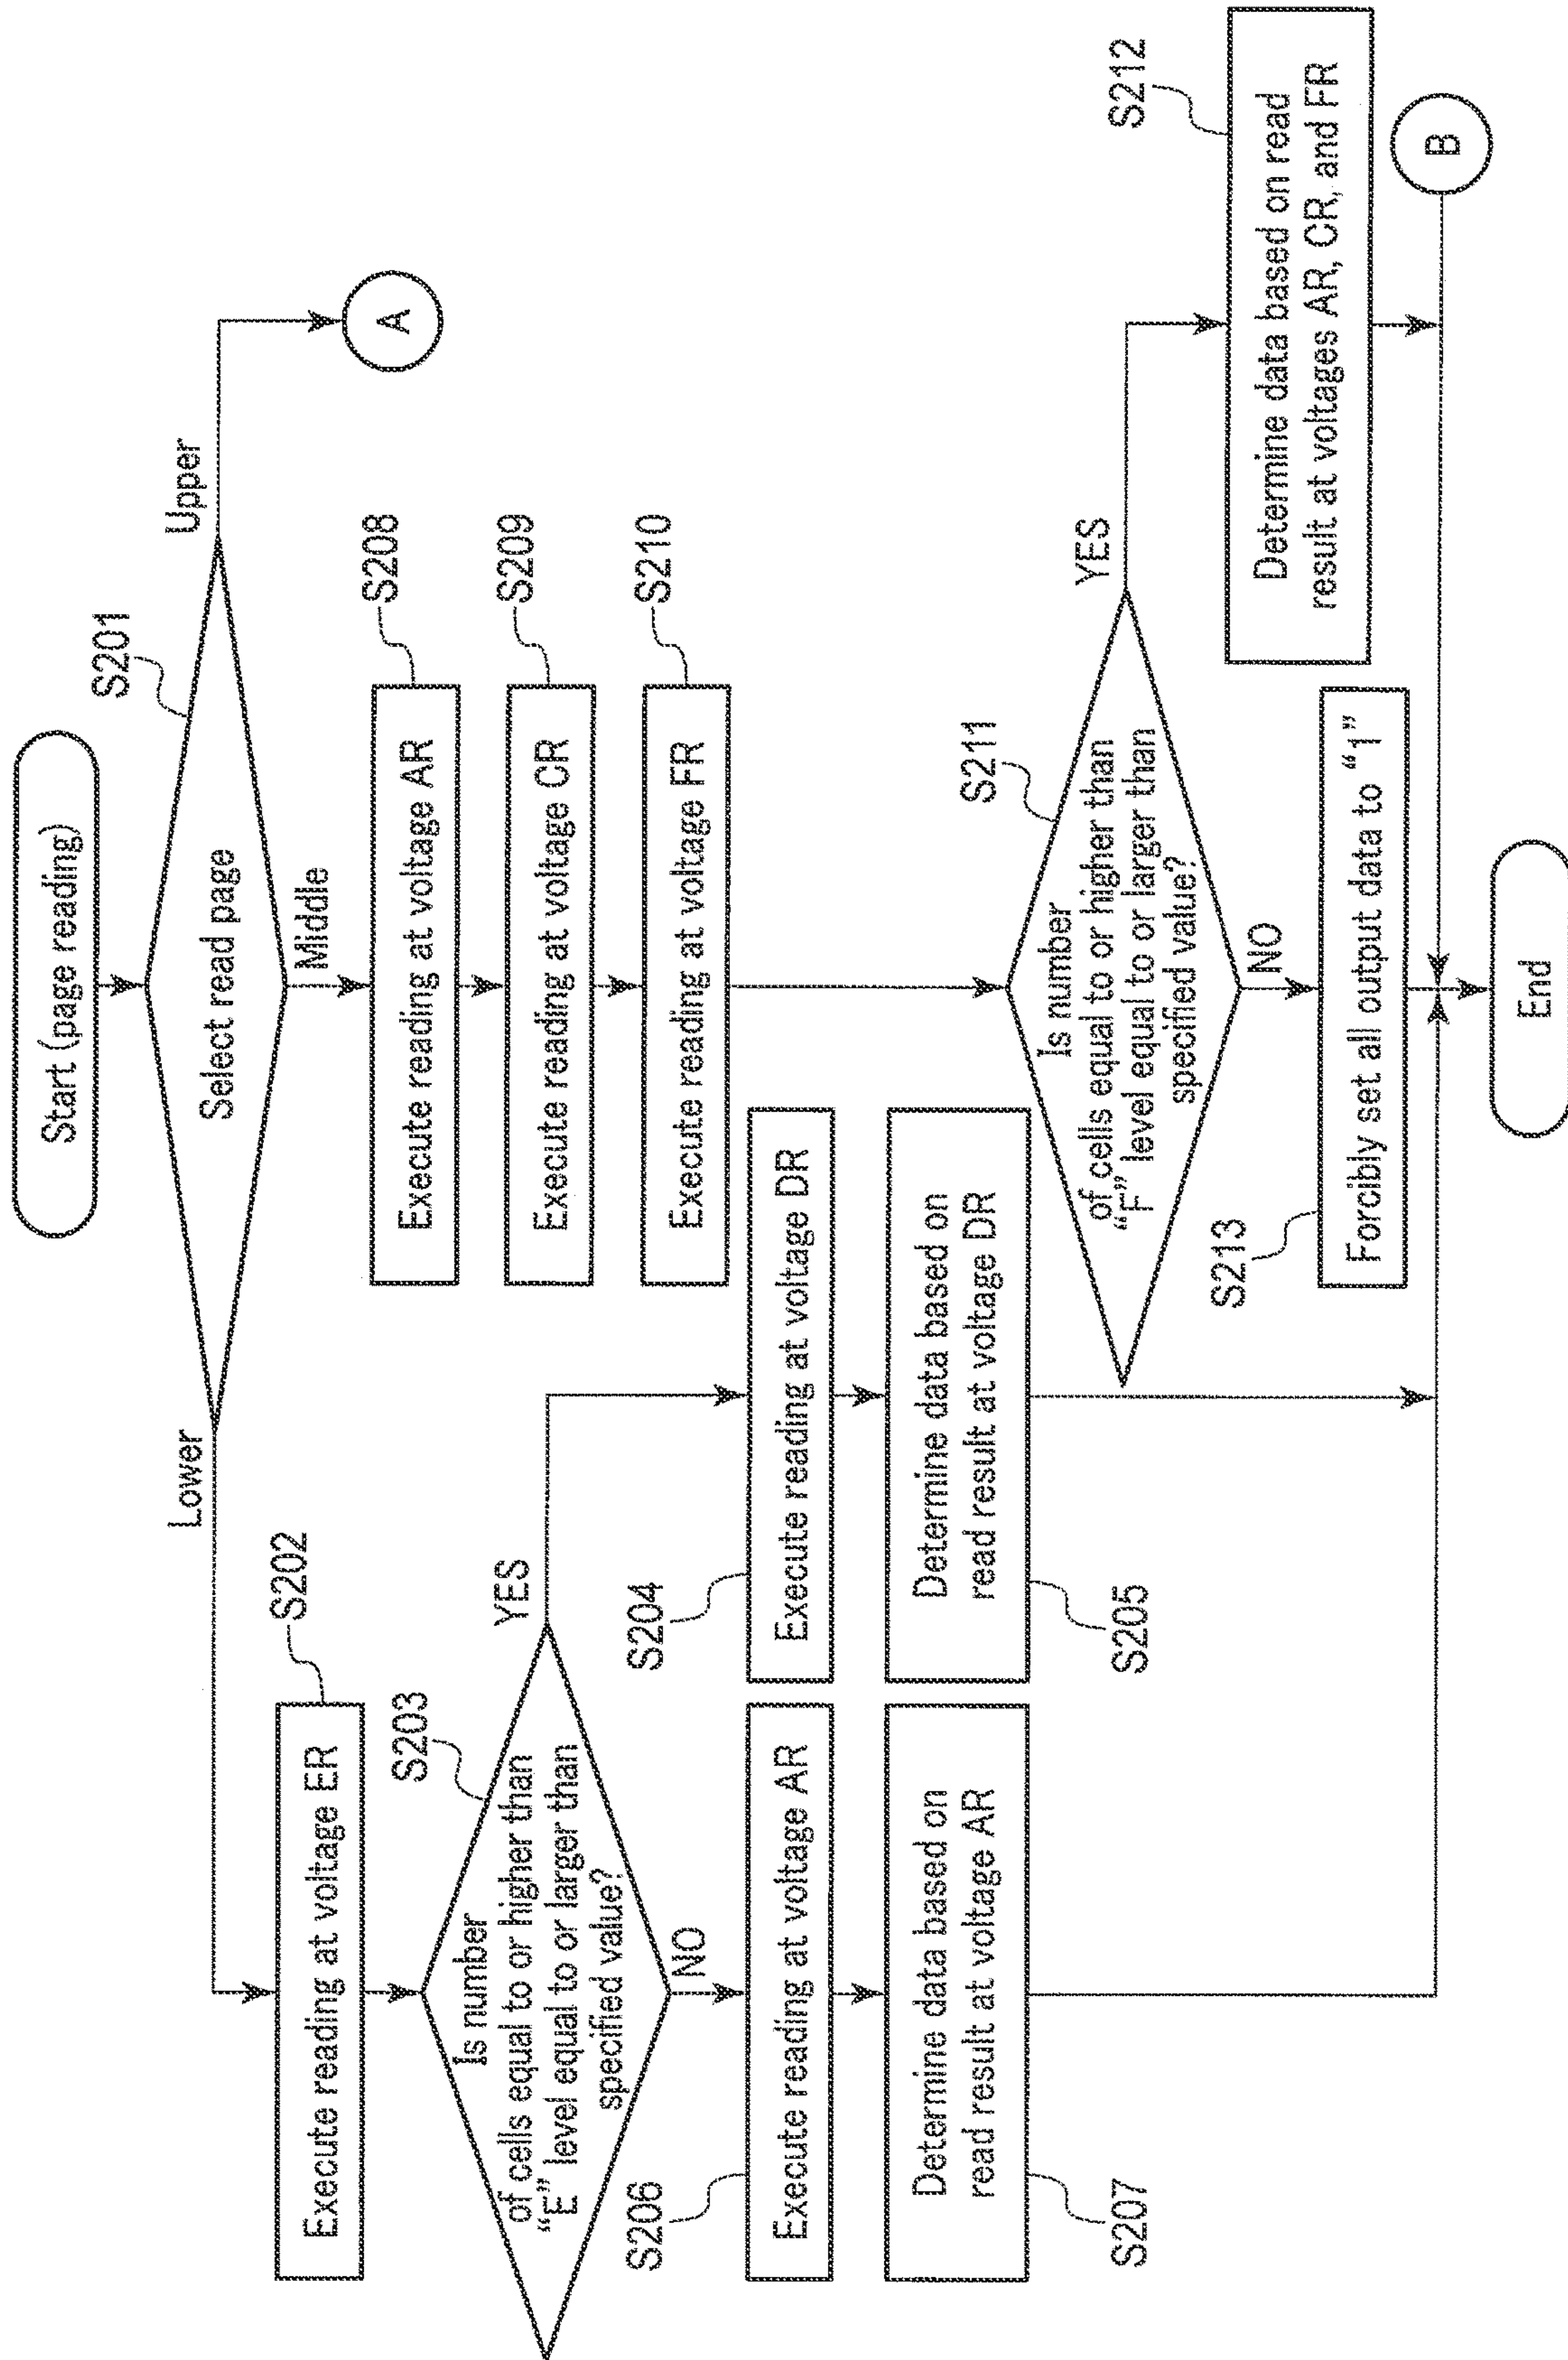 Start (page reading)
S201
Select read page
Lower
Middle
Upper
A
S202
Execute reading at voltage ER
S203
Is number
of cells equal to or higher than
“E” level equal to or larger than
specified value?
YES
NO
S204
Execute reading at voltage DR
S205
Determine data based on
read result at voltage DR
S206
Execute reading at voltage AR
S207
Determine data based on
read result at voltage AR
S208
Execute reading at voltage AR
S209
Execute reading at voltage CR
S210
Execute reading at voltage FR
S211
Is number
of cells equal to or higher than
“F” level equal to or larger than
specified value?
YES
NO
S212
Determine data based on read
result at voltages AR, CR, and FR
S213
Forcibly set all output data to “1”
B
End